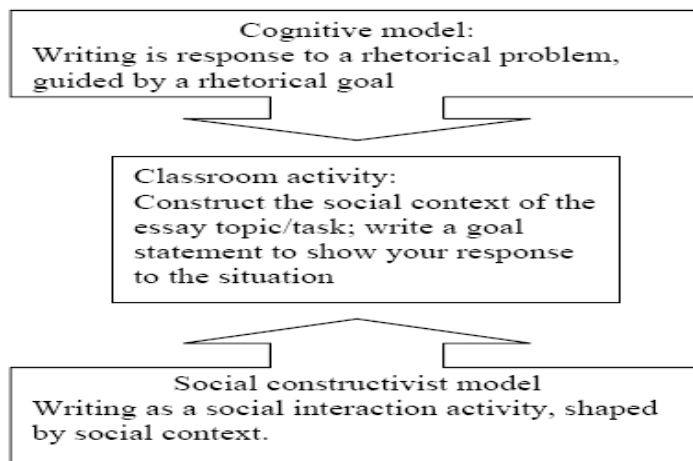 Cognitive model:
Writing is response to a rhetorical problem,
guided by a rhetorical goal
Classroom activity:
Construct the social context of the
essay topic/task; write a goal
statement to show your response
to the situation
Social constructivist model
Writing as a social interaction activity, shaped
by social context.